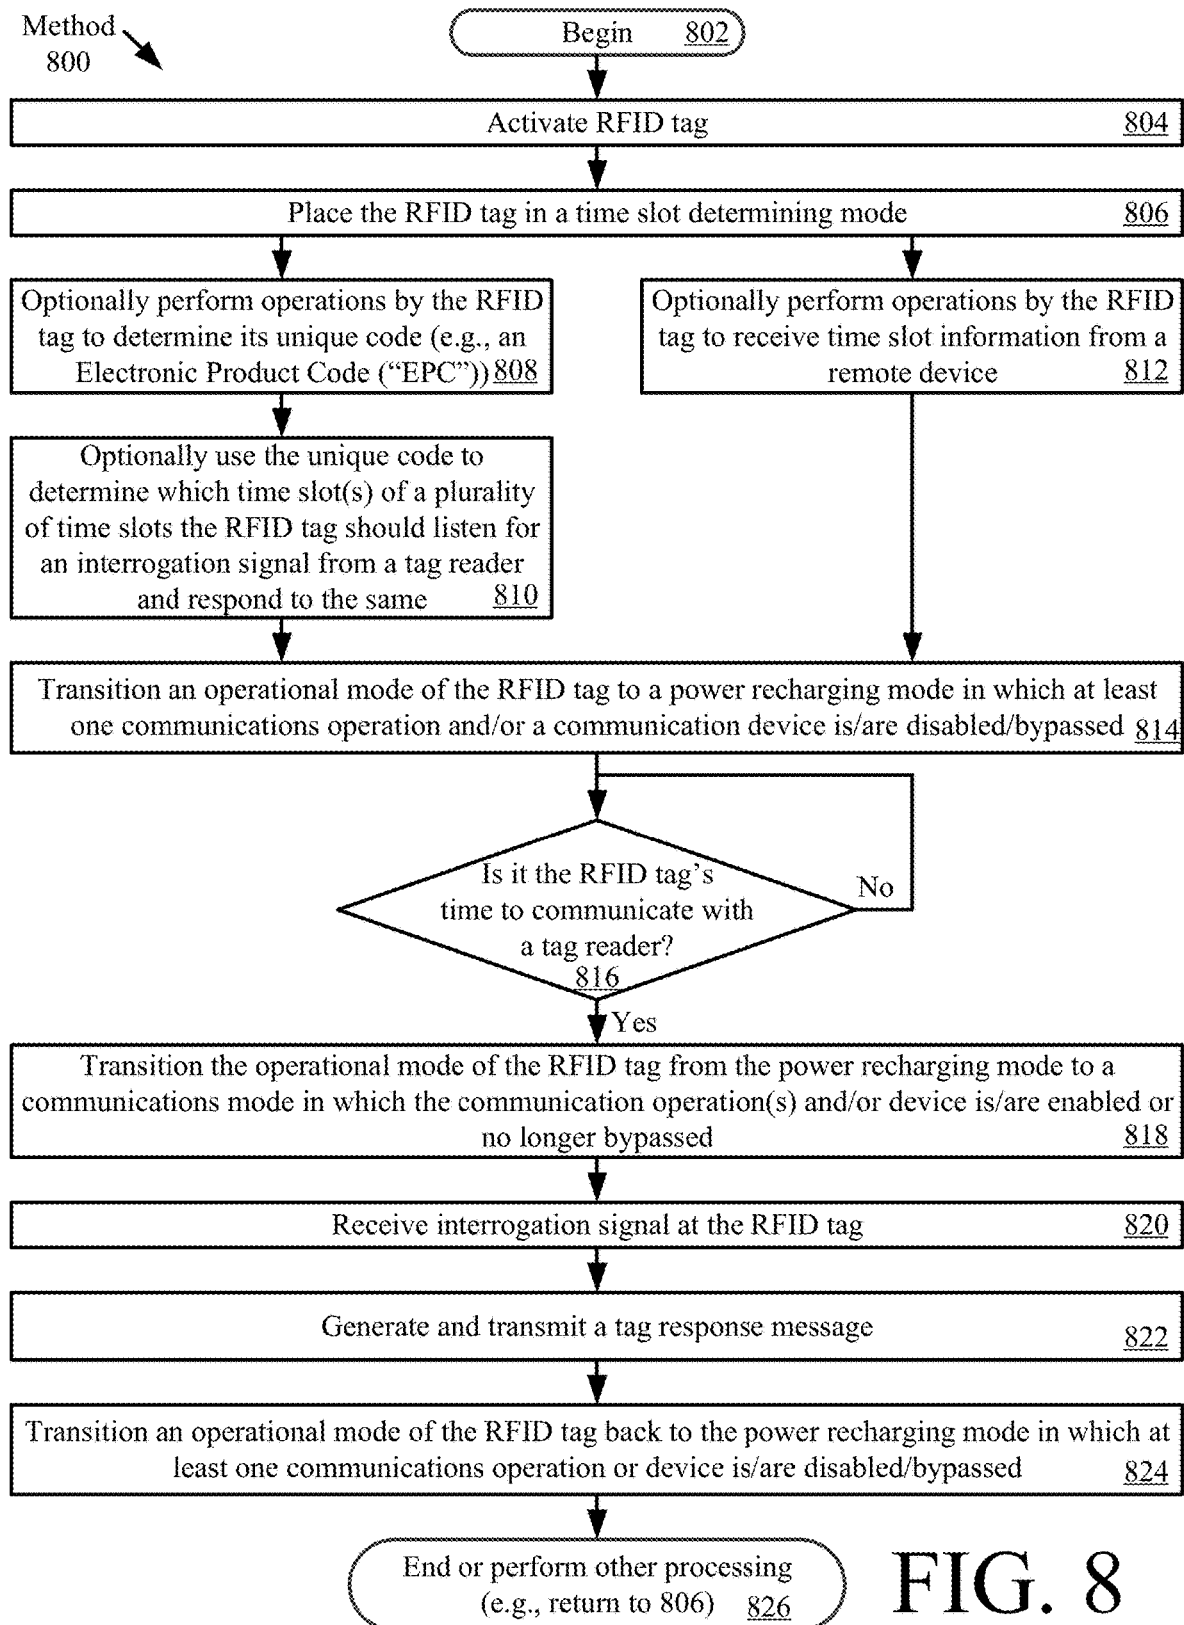 Method
800
Begin 802
Activate RFID tag 804
Place the RFID tag in a time slot determining mode 806
Optionally perform operations by the RFID
tag to determine its unique code (e.g., an
Electronic Product Code (“EPC”)) 808
Optionally perform operations by the RFID
tag to receive time slot information from a
remote device 812
Optionally use the unique code to
determine which time slot(s) of a plurality
of time slots the RFID tag should listen for
an interrogation signal from a tag reader
and respond to the same 810
Transition an operational mode of the RFID tag to a power recharging mode in which at least
one communications operation and/or a communication device is/are disabled/bypassed 814
Is it the RFID tag’s
time to communicate with
a tag reader?
816
No
Yes
Transition the operational mode of the RFID tag from the power recharging mode to a
communications mode in which the communication operation(s) and/or device is/are enabled or
no longer bypassed 818
Receive interrogation signal at the RFID tag 820
Generate and transmit a tag response message 822
Transition an operational mode of the RFID tag back to the power recharging mode in which at
least one communications operation or device is/are disabled/bypassed 824
End or perform other processing
(e.g., return to 806) 826
FIG. 8